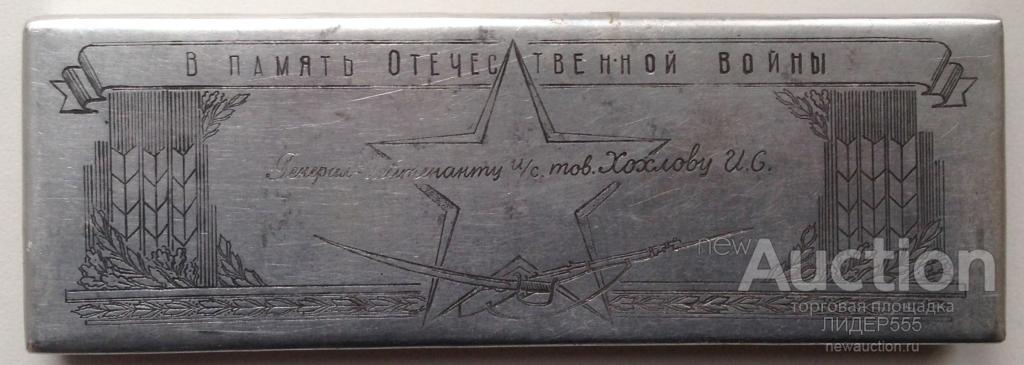 В ПАМЯТЬ ОТЕЧЕСТВЕННОЙ ВОЙНЫ
Генерал-Лейтенанту и/с. тов. Хохлову И.С.
newAuction
торговая площадка
ЛИДЕР555
newauction.ru